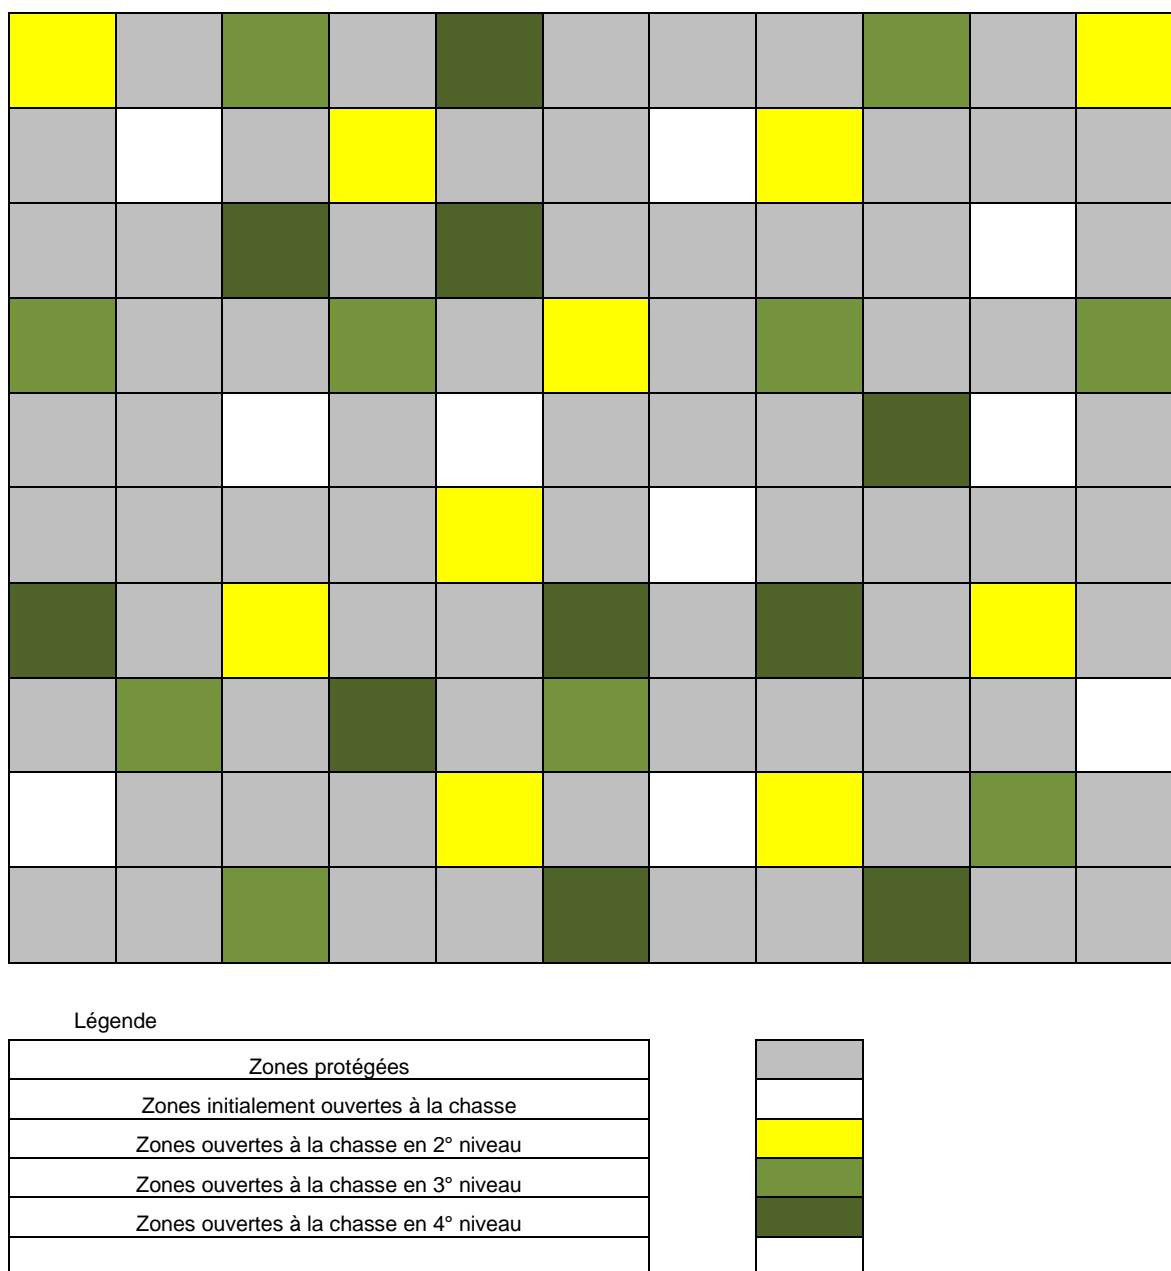 Légende
Zones protégées
Zones initialement ouvertes à la chasse
Zones ouvertes à la chasse en 2° niveau
Zones ouvertes à la chasse en 3° niveau
Zones ouvertes à la chasse en 4° niveau